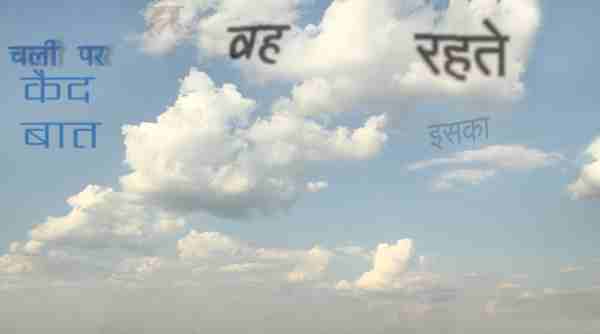 वह
रहते
चली पर
कैद
बात
इसका